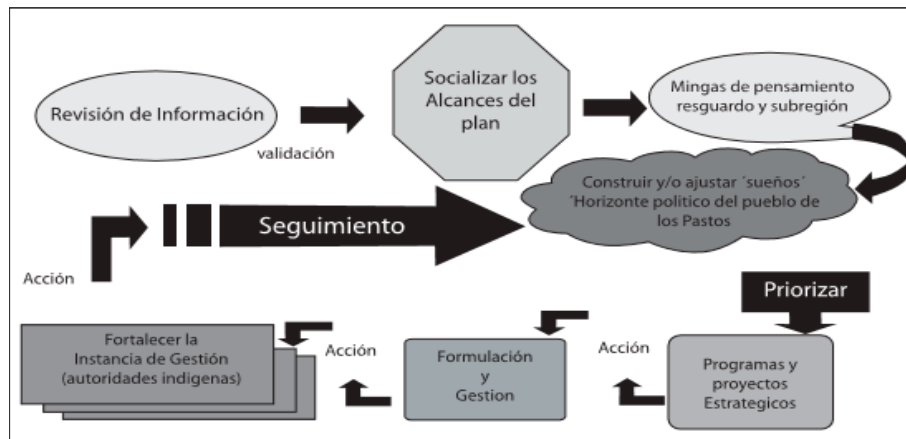 Revisión de Información
validación
Socializar los
Alcances del
plan
Mingas de pensamiento
resguardo y subregión
Construir y/o ajustar ´sueños´
´Horizonte politico del pueblo de
los Pastos
Seguimiento
Acción
Priorizar
Programas y
proyectos
Estrategicos
Acción
Formulación
y
Gestion
Acción
Fortalecer la
Instancia de Gestión
(autoridades indigenas)